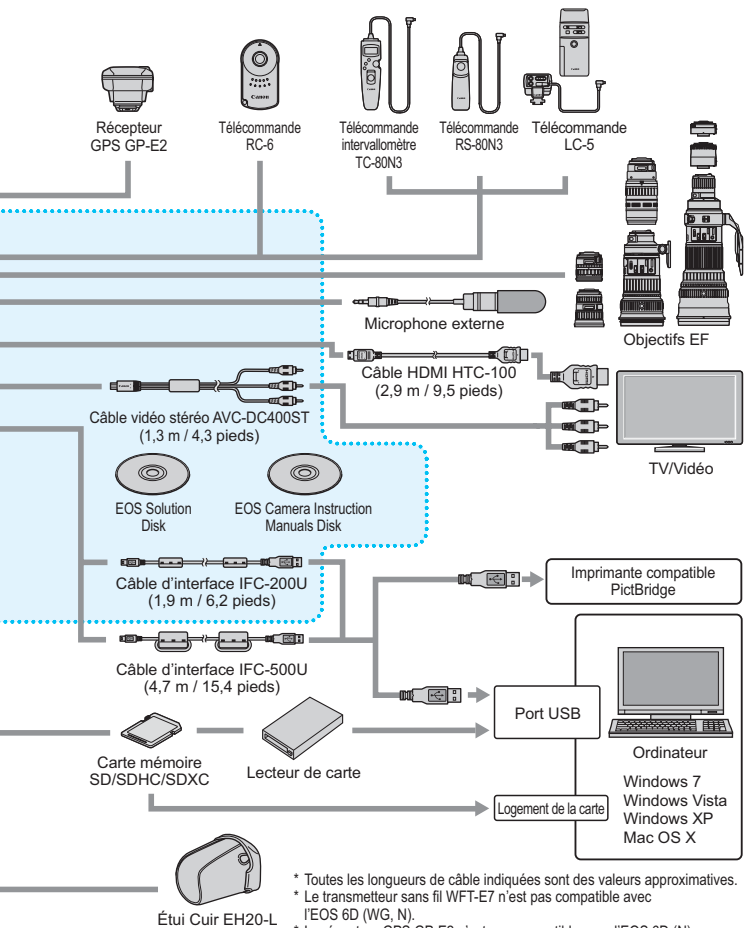 Récepteur
GPS GP-E2
Canon
Télécommande
RC-6
Télécommande
intervallomètre
TC-80N3
Télécommande
RS-80N3
Télécommande
LC-5
Objectifs EF
Microphone externe
Câble HDMI HTC-100
(2,9 m / 9,5 pieds)
Câble vidéo stéréo AVC-DC400ST
(1,3 m / 4,3 pieds)
TV/Vidéo
EOS Solution
Disk
EOS Camera Instruction
Manuals Disk
Câble d’interface IFC-200U
(1,9 m / 6,2 pieds)
Imprimante compatible
PictBridge
Câble d’interface IFC-500U
(4,7 m / 15,4 pieds)
Port USB
Ordinateur
Carte mémoire
SD/SDHC/SDXC
Lecteur de carte
Logement de la carte
Windows 7
Windows Vista
Windows XP
Mac OS X
Étui Cuir EH20-L
* Toutes les longueurs de câble indiquées sont des valeurs approximatives.
* Le transmetteur sans fil WFT-E7 n’est pas compatible avec
l’EOS 6D (WG, N).